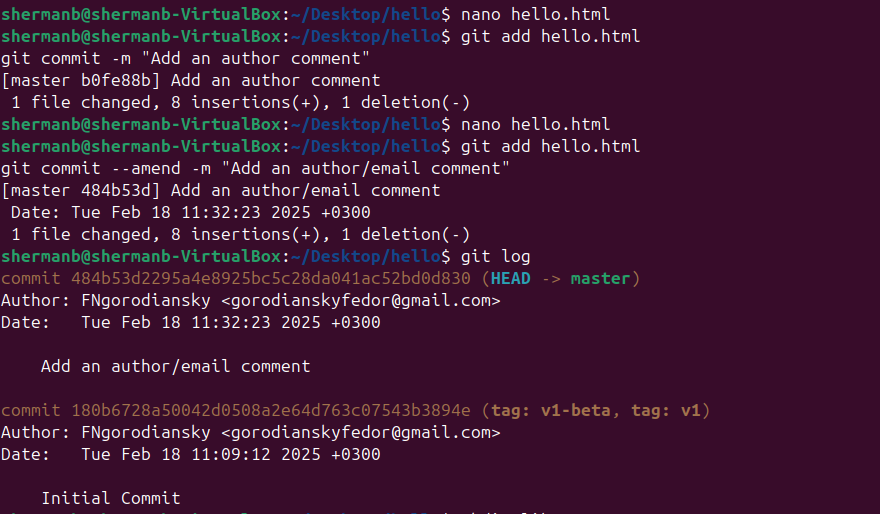 shermanb@shermanb-VirtualBox:~/Desktop/hello$ nano hello.html
shermanb@shermanb-VirtualBox:~/Desktop/hello$ git add hello.html
git commit -m "Add an author comment"
[master b0fe88b] Add an author comment
 1 file changed, 8 insertions(+), 1 deletion(-)
shermanb@shermanb-VirtualBox:~/Desktop/hello$ nano hello.html
shermanb@shermanb-VirtualBox:~/Desktop/hello$ git add hello.html
git commit --amend -m "Add an author/email comment"
[master 484b53d] Add an author/email comment
 Date: Tue Feb 18 11:32:23 2025 +0300
 1 file changed, 8 insertions(+), 1 deletion(-)
shermanb@shermanb-VirtualBox:~/Desktop/hello$ git log
commit 484b53d2295a4e8925bc5c28da041ac52bd0d830 (HEAD -> master)
Author: FNgorodiansky <gorodianskyfedor@gmail.com>
Date:   Tue Feb 18 11:32:23 2025 +0300

    Add an author/email comment

commit 180b6728a50042d0508a2e64d763c07543b3894e (tag: v1-beta, tag: v1)
Author: FNgorodiansky <gorodianskyfedor@gmail.com>
Date:   Tue Feb 18 11:09:12 2025 +0300

    Initial Commit